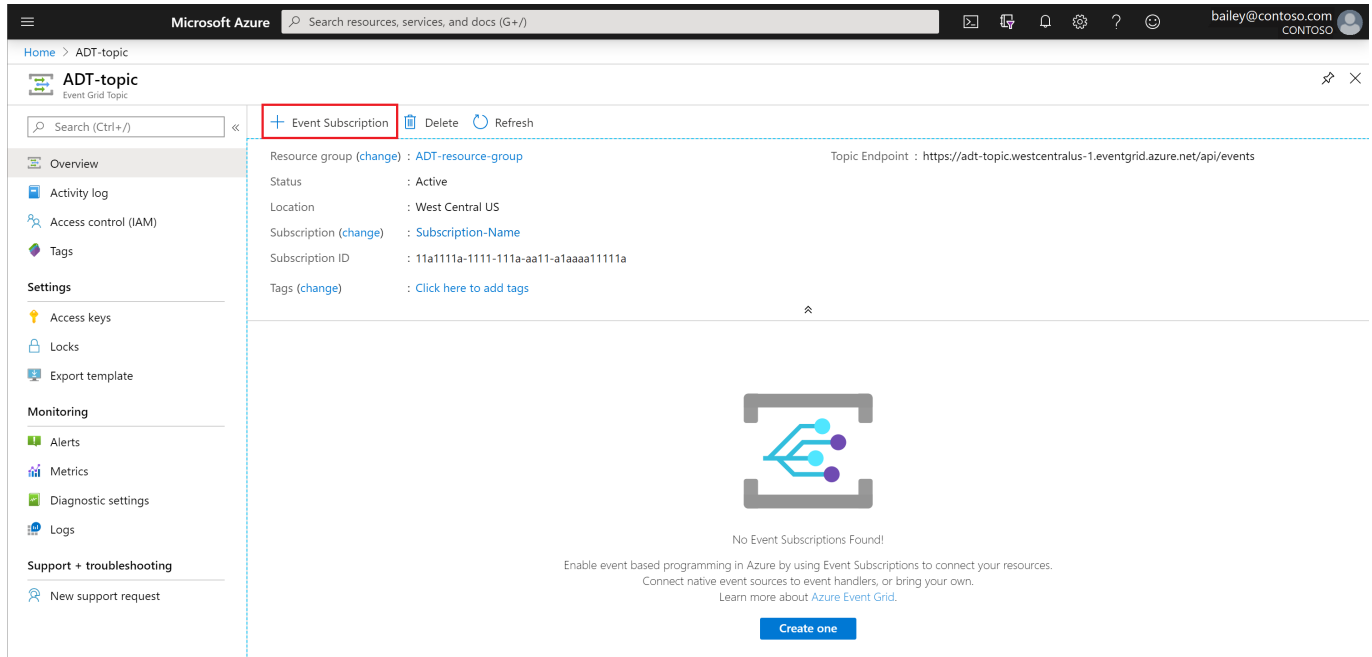 Microsoft Azure
Search resources, services, and docs (G+/)
bailey@contoso.com
CONTOSO
Home > ADT-topic
ADT-topic
Event Grid Topic
Search (Ctrl+/)
«
Overview
Activity log
Access control (IAM)
Tags
Settings
Access keys
Locks
Export template
Monitoring
Alerts
Metrics
Diagnostic settings
Logs
Support + troubleshooting
New support request
+ Event Subscription
Delete
Refresh
Resource group (change) : ADT-resource-group
Status : Active
Location : West Central US
Subscription (change) : Subscription-Name
Subscription ID : 11a1111a-1111-111a-aa11-a1aaaa11111a
Tags (change) : Click here to add tags
Topic Endpoint : https://adt-topic.westcentralus-1.eventgrid.azure.net/api/events
No Event Subscriptions Found!
Enable event based programming in Azure by using Event Subscriptions to connect your resources.
Connect native event sources to event handlers, or bring your own.
Learn more about Azure Event Grid.
Create one